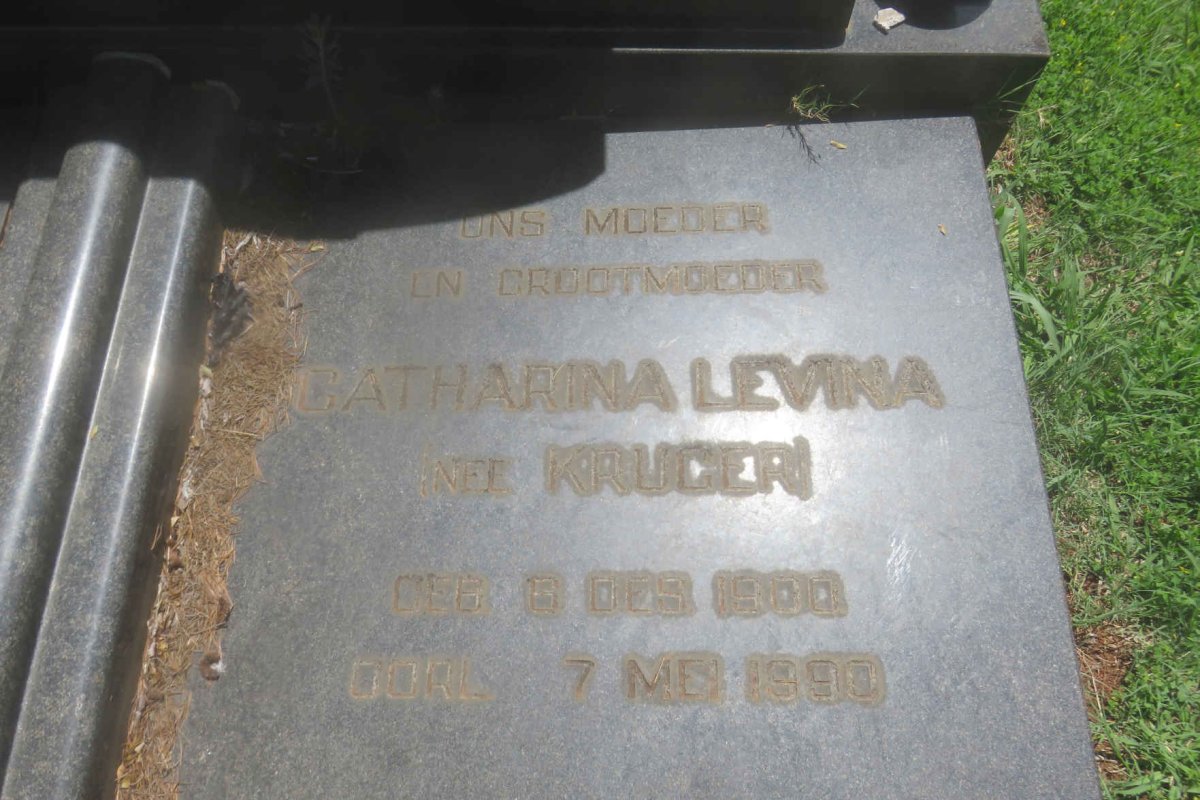 ONS MOEDER
EN GROOTMOEDER
CATHARINA LEVINA
(NEE KRUGER)
GEB 8 DES 1900
OORL 7 MEI 1990